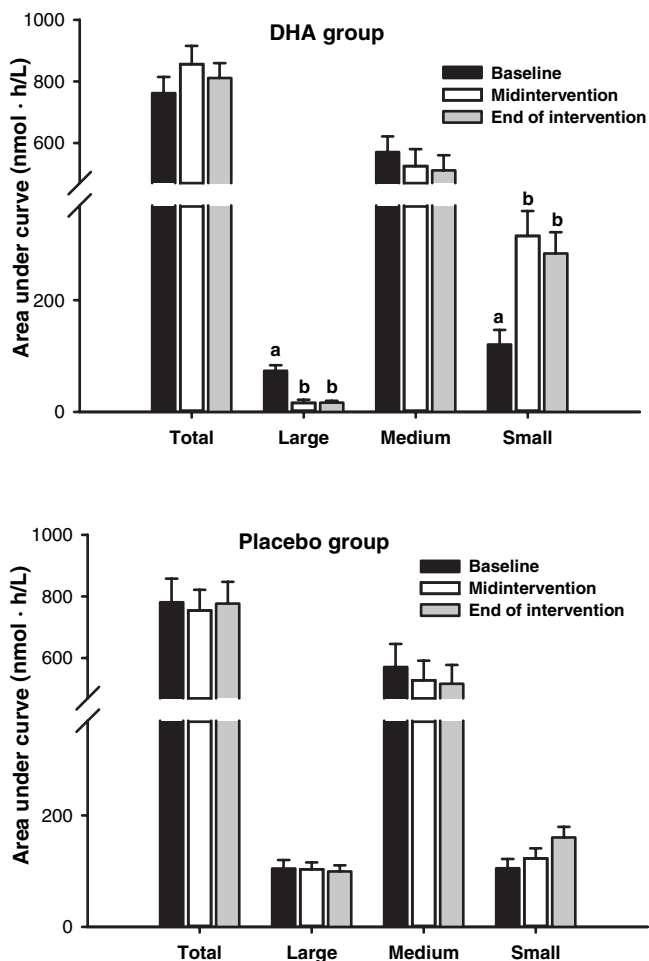 DHA group
Baseline
Midintervention
End of intervention
Area under curve (nmol · h/L)
1000
800
600
200
0
a
b
b
a
b
b
Total
Large
Medium
Small
Placebo group
Baseline
Midintervention
End of intervention
Area under curve (nmol · h/L)
1000
800
600
200
0
Total
Large
Medium
Small